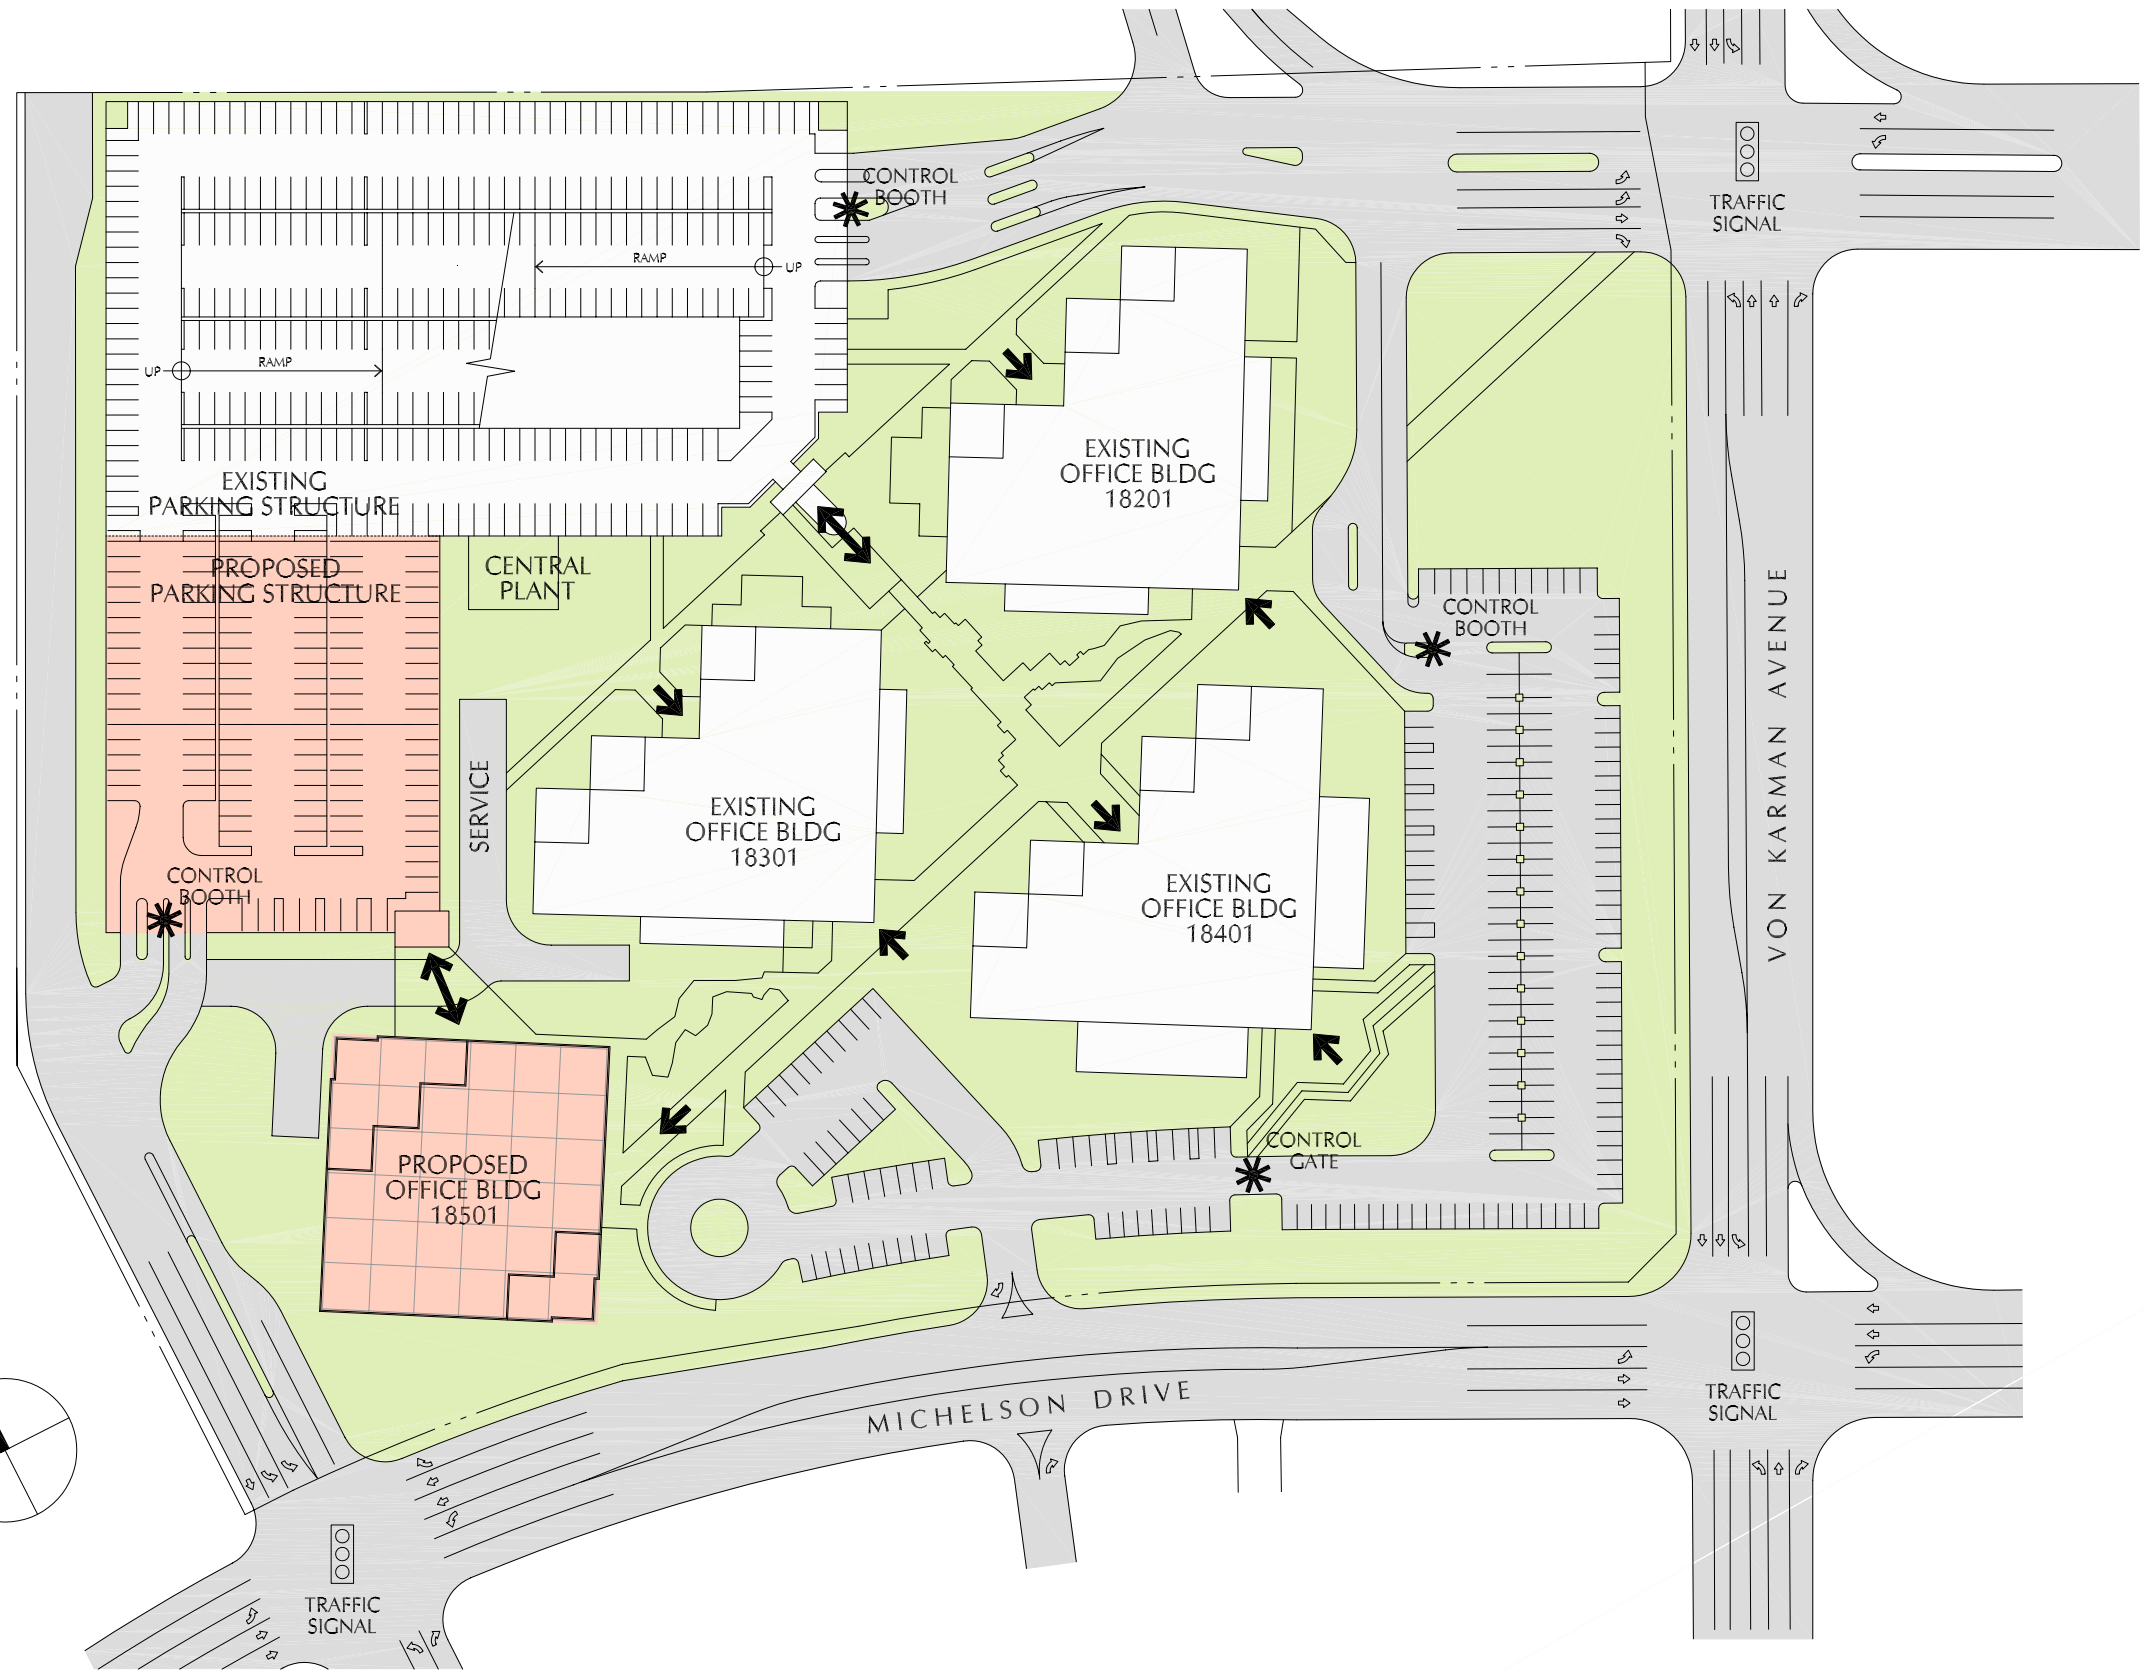 CONTROL
BOOTH
TRAFFIC
SIGNAL
RAMP
UP
UP
RAMP
EXISTING
PARKING STRUCTURE
EXISTING
OFFICE BLDG
18201
PROPOSED
PARKING STRUCTURE
CENTRAL
PLANT
CONTROL
BOOTH
VON KARMAN AVENUE
SERVICE
EXISTING
OFFICE BLDG
18301
CONTROL
BOOTH
EXISTING
OFFICE BLDG
18401
CONTROL
GATE
PROPOSED
OFFICE BLDG
18501
MICHELSON DRIVE
TRAFFIC
SIGNAL
TRAFFIC
SIGNAL